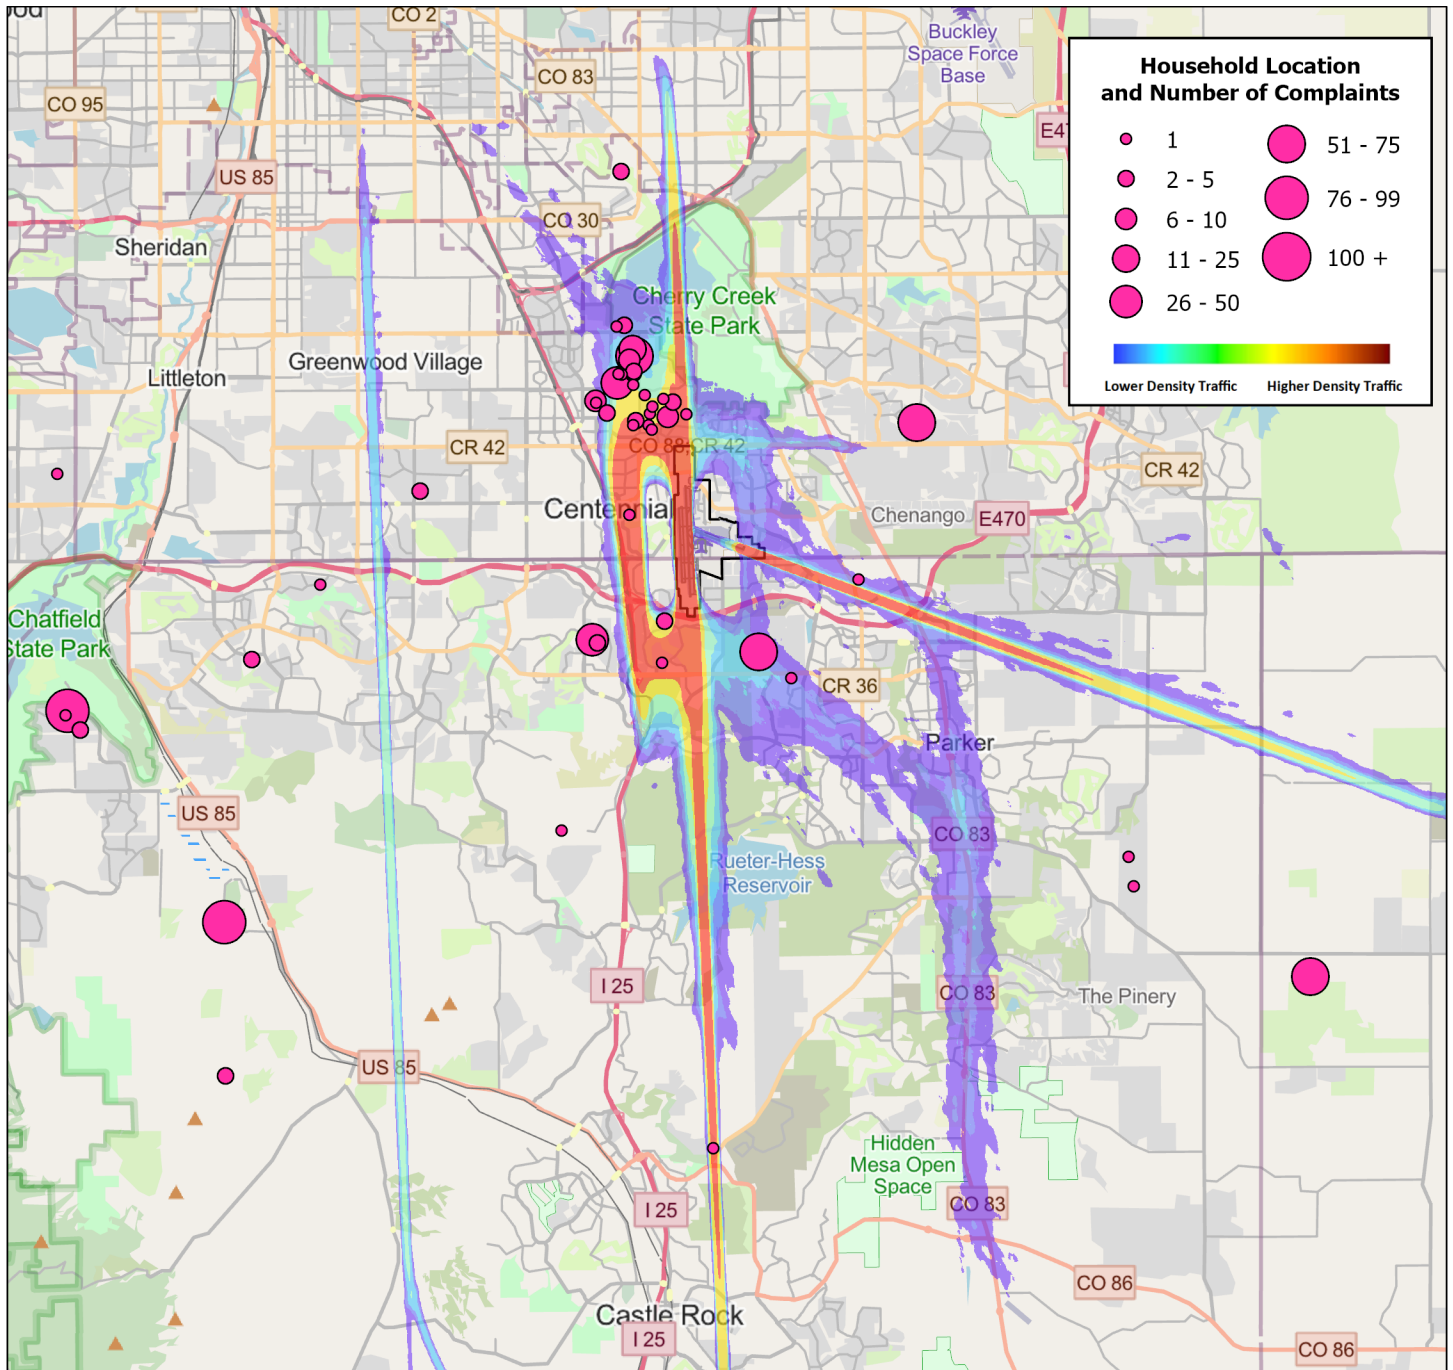 CO 2
Buckley
Space Force
Base
CO 83
CO 95
US 85
CO 30
Sheridan
Cherry Creek
State Park
Greenwood Village
Littleton
CR 42
CO 88;CR 42
CR 42
Centennial
Chenango
E470
Chatfield
State Park
CR 36
Parker
US 85
CO 83
Rueter-Hess
Reservoir
I 25
CO 83
The Pinery
US 85
Hidden
Mesa Open
Space
I 25
CO 83
CO 86
Castle Rock
I 25
CO 86
Household Location
and Number of Complaints
1
2 - 5
6 - 10
11 - 25
26 - 50
51 - 75
76 - 99
100 +
Lower Density Traffic
Higher Density Traffic